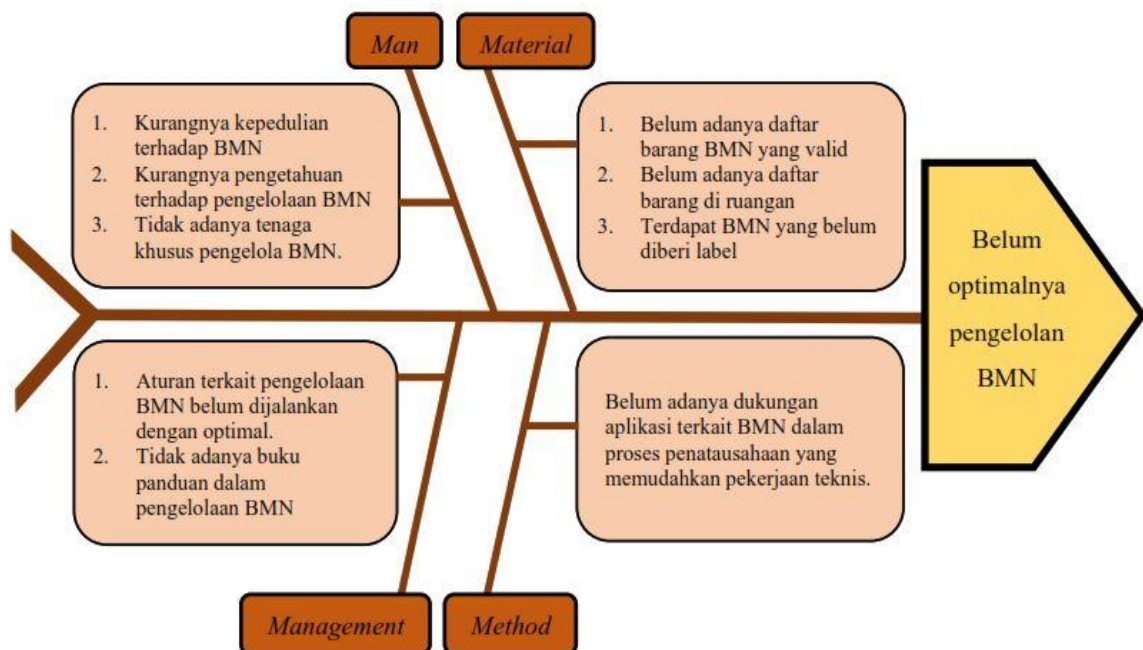 Man
Material
1. Kurangnya kepedulian
terhadap BMN
2. Kurangnya pengetahuan
terhadap pengelolaan BMN
3. Tidak adanya tenaga
khusus pengelola BMN.
1. Belum adanya daftar
barang BMN yang valid
2. Belum adanya daftar
barang di ruangan
3. Terdapat BMN yang belum
diberi label
Belum
optimalnya
pengelolan
BMN
1. Aturan terkait pengelolaan
BMN belum dijalankan
dengan optimal.
2. Tidak adanya buku
panduan dalam
pengelolaan BMN
Belum adanya dukungan
aplikasi terkait BMN dalam
proses penatausahaan yang
memudahkan pekerjaan teknis.
Management
Method